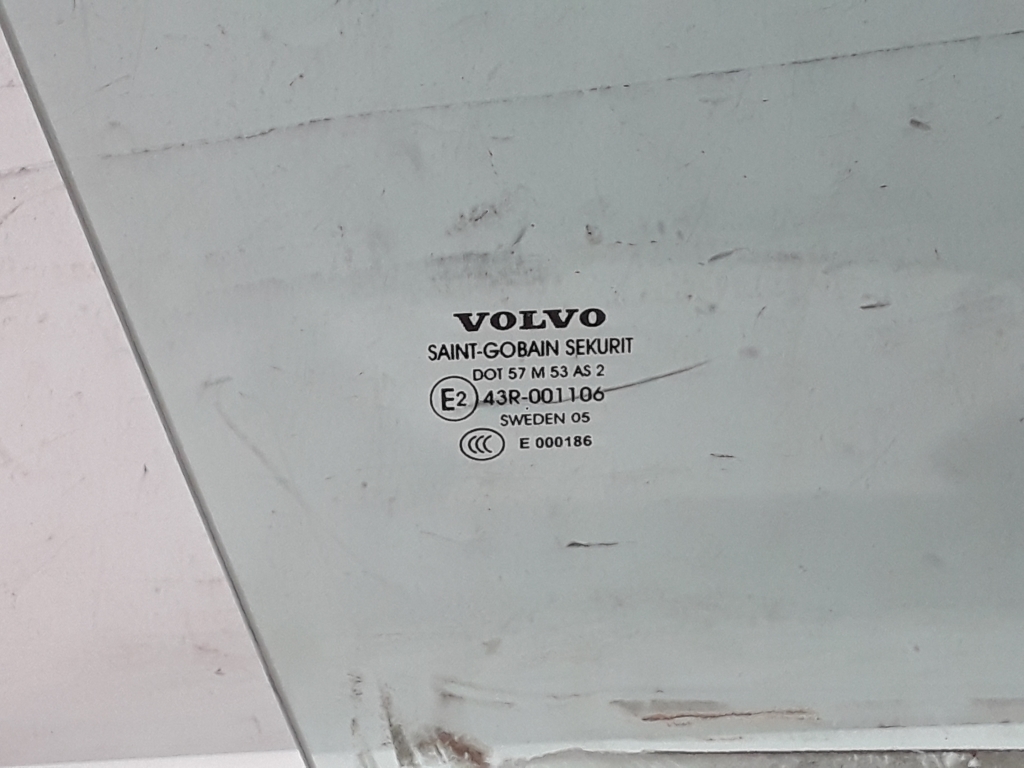 VOLVO
SAINT-GOBAIN SEKURIT
DOT 57 M 53 AS 2
E2 43R-001106
SWEDEN 05
CCC E 000186